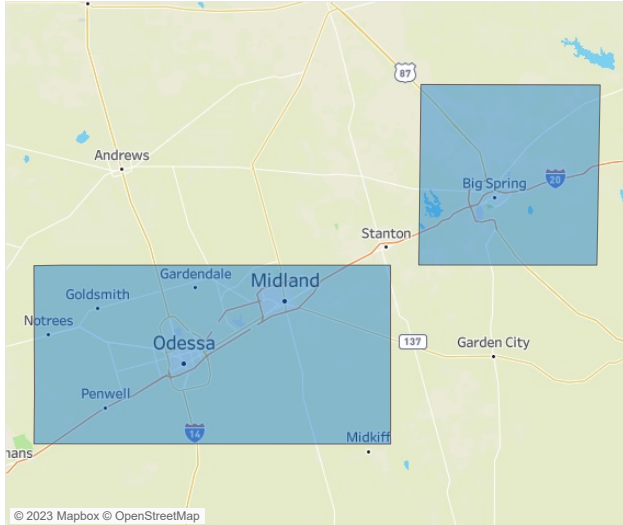 87
Andrews
Big Spring
20
Stanton
Gardendale
Midland
Goldsmith
Notrees
Odessa
137
Garden City
Penwell
14
Midkiff
nans
© 2023 Mapbox © OpenStreetMap